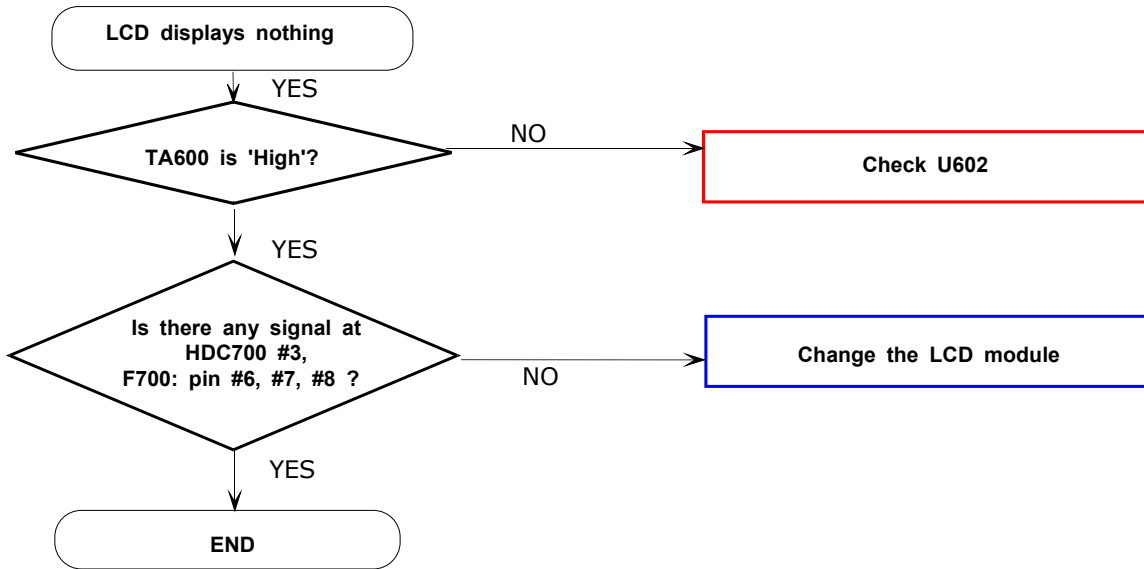 LCD displays nothing
YES
TA600 is 'High'?
NO
Check U602
YES
Is there any signal at
HDC700 #3,
F700: pin #6, #7, #8 ?
NO
Change the LCD module
YES
END